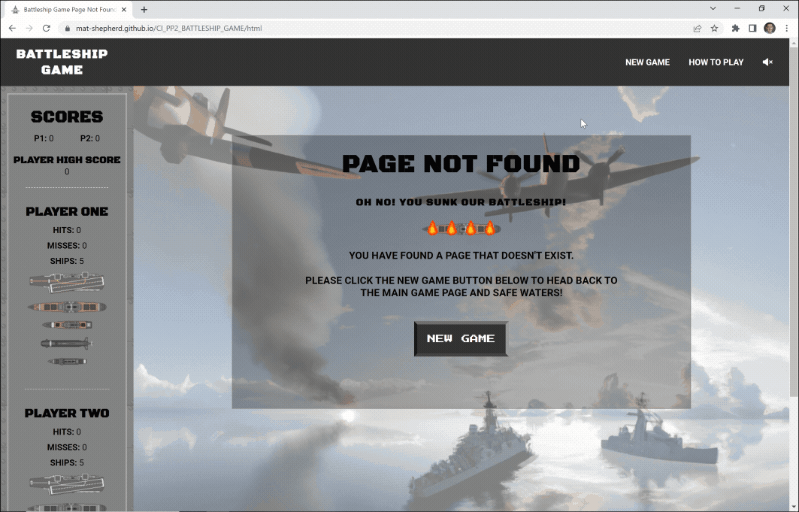 Battleship Game Page Not Found
mat-shepherd.github.io/CI_PP2_BATTLESHIP_GAME/html
BATTLESHIP
GAME
NEW GAME
HOW TO PLAY
SCORES
P1: 0
P2: 0
PLAYER HIGH SCORE
0
PLAYER ONE
HITS: 0
MISSES: 0
SHIPS: 5
PLAYER TWO
HITS: 0
MISSES: 0
SHIPS: 5
PAGE NOT FOUND
OH NO! YOU SUNK OUR BATTLESHIP!
YOU HAVE FOUND A PAGE THAT DOESN'T EXIST.
PLEASE CLICK THE NEW GAME BUTTON BELOW TO HEAD BACK TO
THE MAIN GAME PAGE AND SAFE WATERS!
NEW GAME